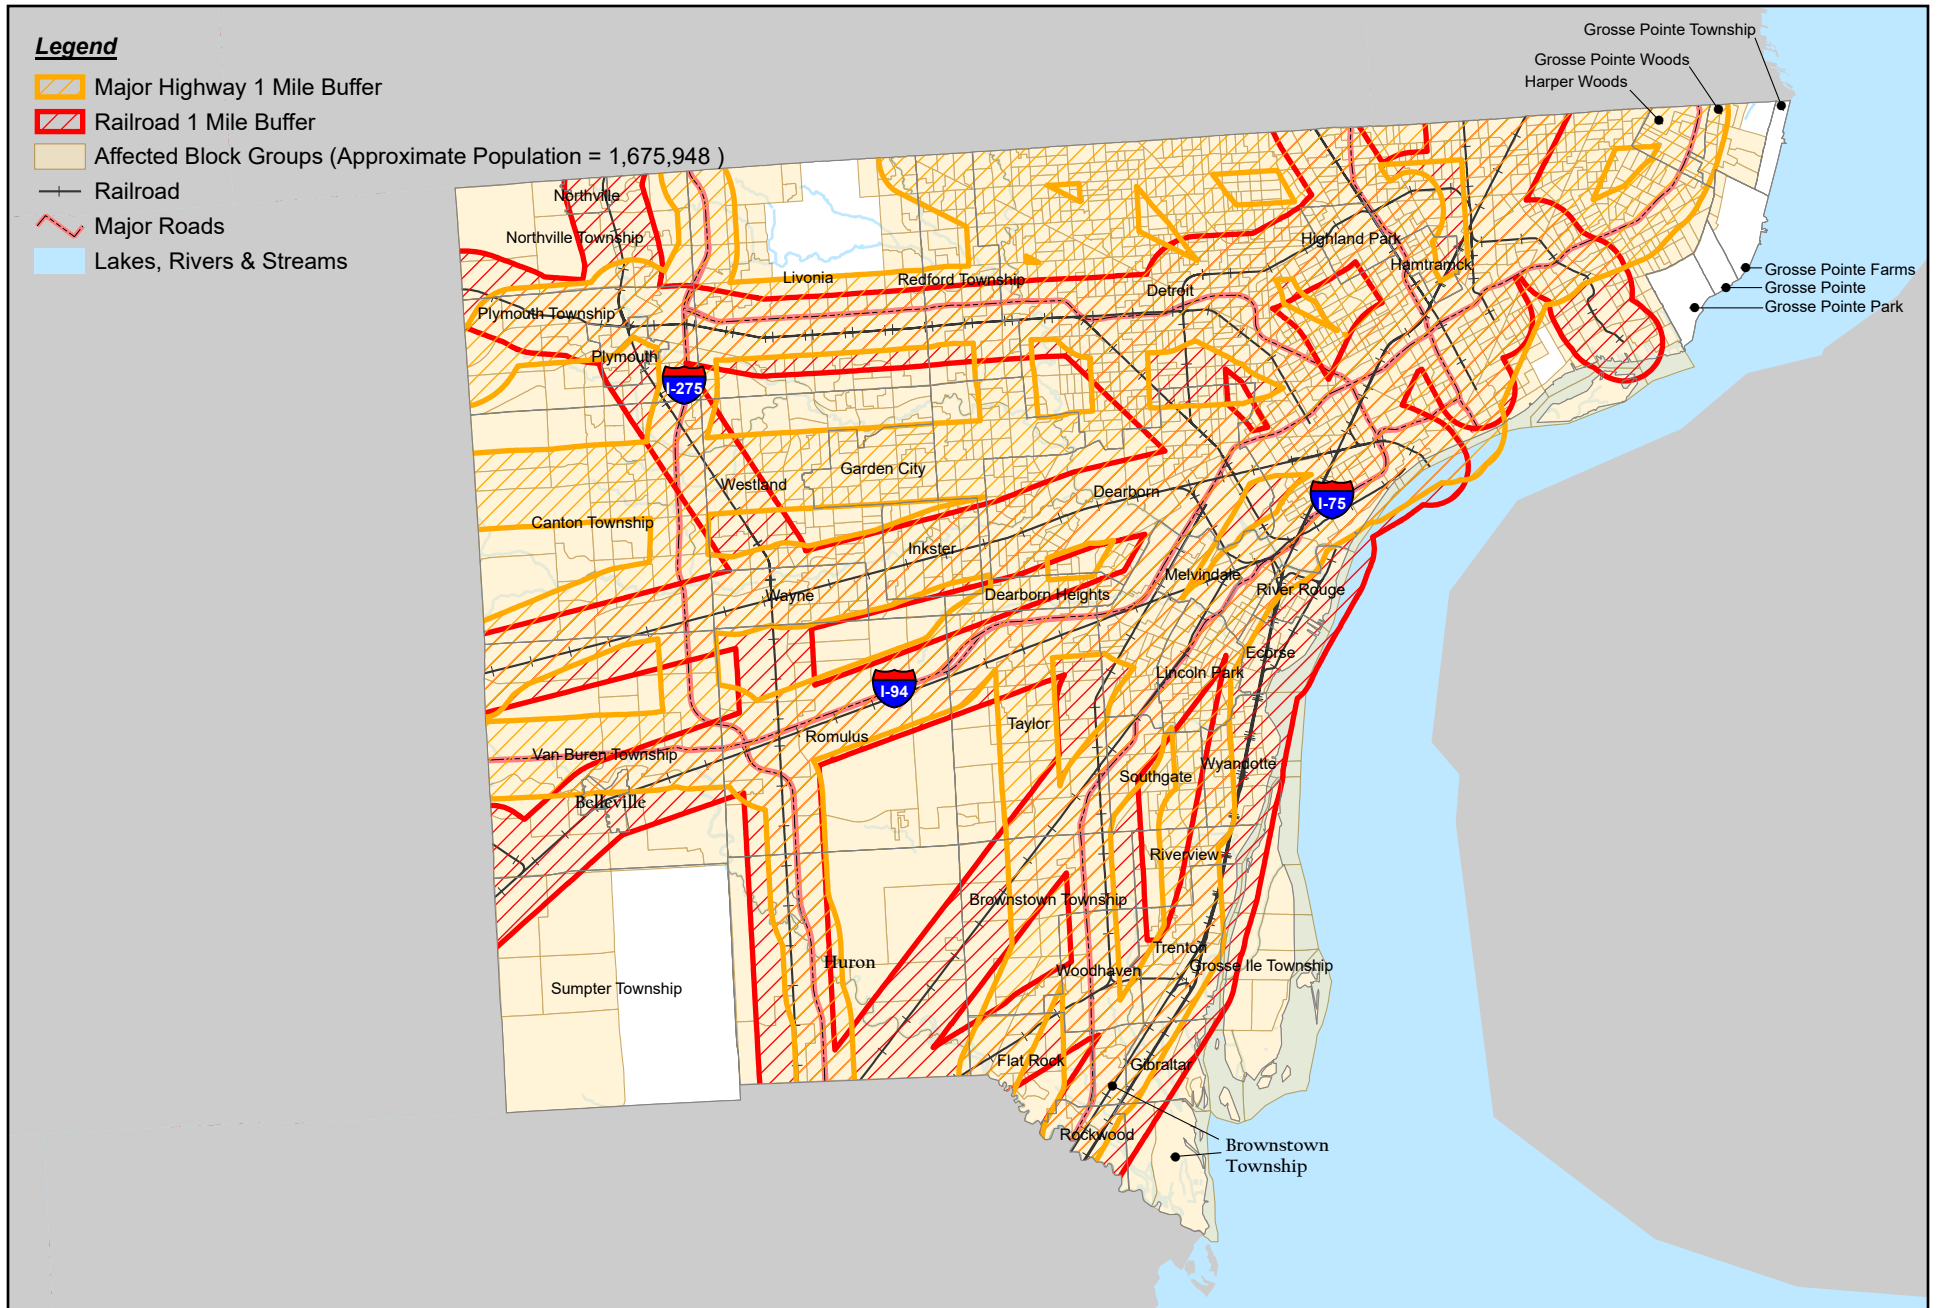 Legend
Major Highway 1 Mile Buffer
Railroad 1 Mile Buffer
Affected Block Groups (Approximate Population = 1,675,948 )
Railroad
Major Roads
Lakes, Rivers & Streams
Grosse Pointe Township
Grosse Pointe Woods
Harper Woods
Northville
Northville Township
Highland Park
Hamtramck
Livonia
Redford Township
Detroit
Grosse Pointe Farms
Grosse Pointe
Grosse Pointe Park
Plymouth Township
Plymouth
I-275
Garden City
Westland
Dearborn
I-75
Canton Township
Inkster
Melvindale
River Rouge
Wayne
Dearborn Heights
Ecorse
Lincoln Park
I-94
Taylor
Romulus
Van Buren Township
Wyandotte
Southgate
Belleville
Riverview
Brownstown Township
Trenton
Huron
Woodhaven
Grosse Ile Township
Sumpter Township
Flat Rock
Gibraltar
Rockwood
Brownstown
Township